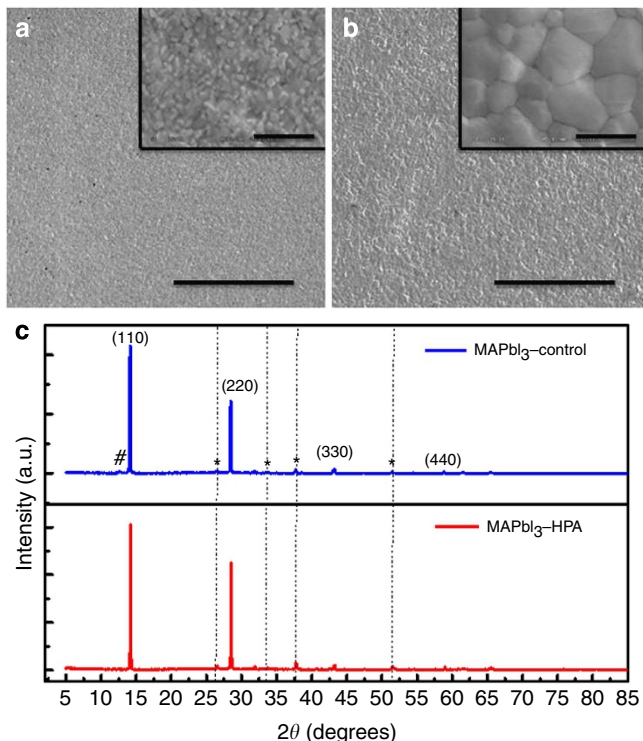 a
b
c
(110)
MAPbI3–control
(220)
#
*
*
*
(330)
*
(440)
Intensity (a.u.)
MAPbI3–HPA
5 10 15 20 25 30 35 40 45 50 55 60 65 70 75 80 85
2θ (degrees)